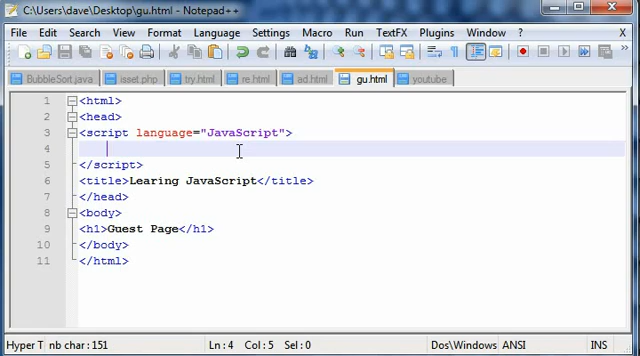 C:\Users\dave\Desktop\gu.html - Notepad++
File Edit Search View Format Language Settings Macro Run TextFX Plugins Window ? X
BubbleSort.java isset.php try.html re.html ad.html gu.html youtube
1 <html>
2 <head>
3 <script language="JavaScript">
4
5 </script>
6 <title>Learing JavaScript</title>
7 </head>
8 <body>
9 <h1>Guest Page</h1>
10 </body>
11 </html>
Hyper T nb char : 151 Ln : 4 Col : 5 Sel : 0 Dos\Windows ANSI INS